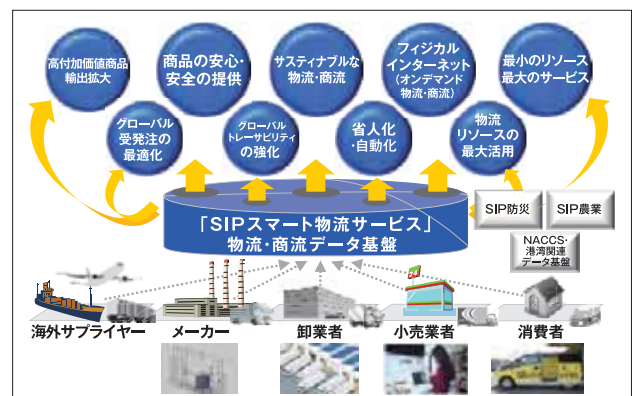 高付加価値商品
輸出拡大
商品の安心・
安全の提供
サスティナブルな
物流・商流
フィジカル
インターネット
(オンデマンド
物流・商流)
最小のリソース
最大のサービス
グローバル
受発注の
最適化
グローバル
トレーサビリティ
の強化
省人化
・自動化
物流
リソースの
最大活用
「SIPスマート物流サービス」
物流・商流データ基盤
SIP防災
SIP農業
NACCS・
港湾関連
データ基盤
海外サプライヤー
メーカー
卸業者
小売業者
消費者